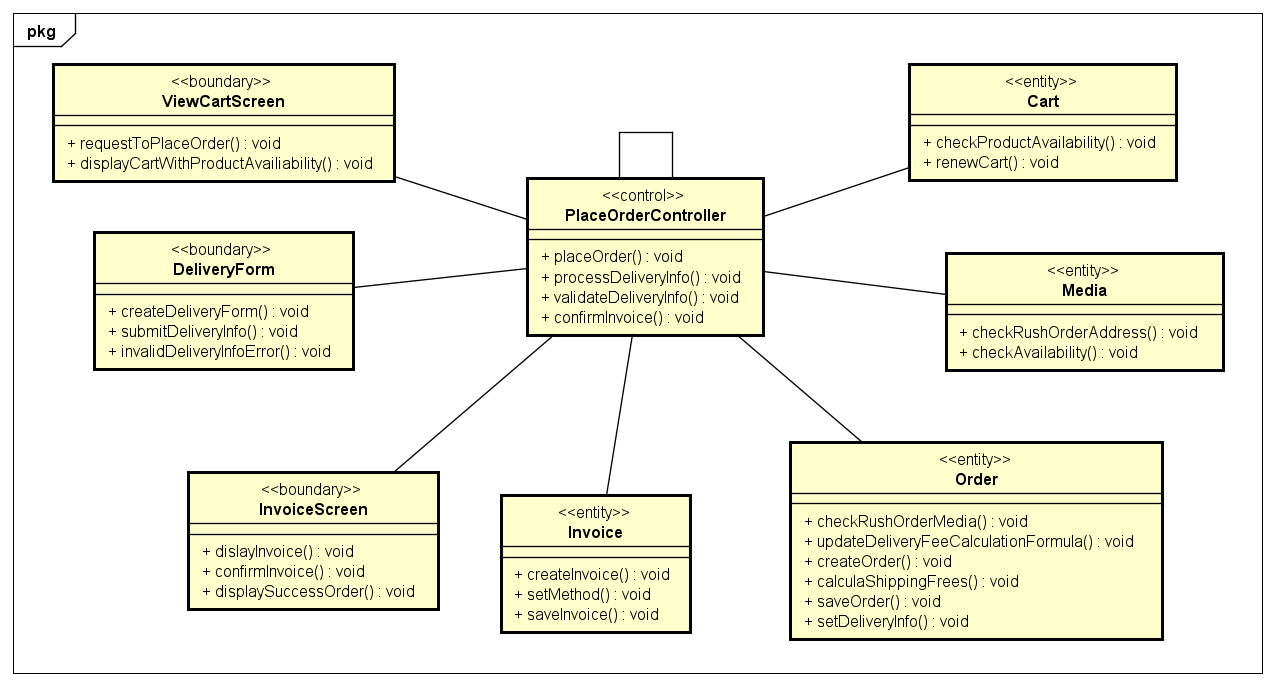 pkg
<<boundary>>
ViewCartScreen
+ requestToPlaceOrder() : void
+ displayCartWithProductAvailiability() : void
<<entity>>
Cart
+ checkProductAvailability() : void
+ renewCart() : void
<<control>>
PlaceOrderController
+ placeOrder() : void
+ processDeliveryInfo() : void
+ validateDeliveryInfo() : void
+ confirmInvoice() : void
<<boundary>>
DeliveryForm
+ createDeliveryForm() : void
+ submitDeliveryInfo() : void
+ invalidDeliveryInfoError() : void
<<entity>>
Media
+ checkRushOrderAddress() : void
+ checkAvailability() : void
<<boundary>>
InvoiceScreen
+ dislayInvoice() : void
+ confirmInvoice() : void
+ displaySuccessOrder() : void
<<entity>>
Invoice
+ createInvoice() : void
+ setMethod() : void
+ saveInvoice() : void
<<entity>>
Order
+ checkRushOrderMedia() : void
+ updateDeliveryFeeCalculationFormula() : void
+ createOrder() : void
+ calculaShippingFrees() : void
+ saveOrder() : void
+ setDeliveryInfo() : void